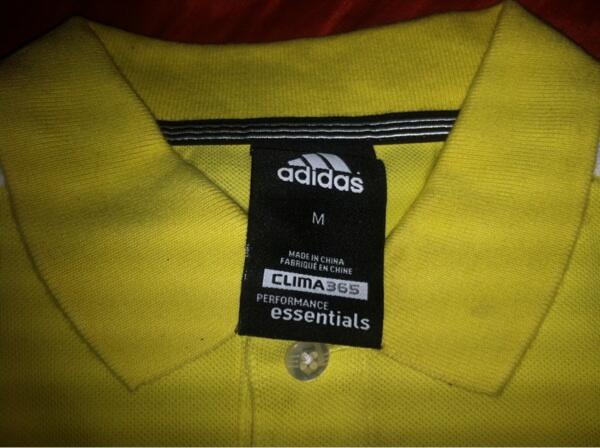 adidas
M
MADE IN CHINA
FABRIQUÉ EN CHINE
CLIMA365
PERFORMANCE
essentials